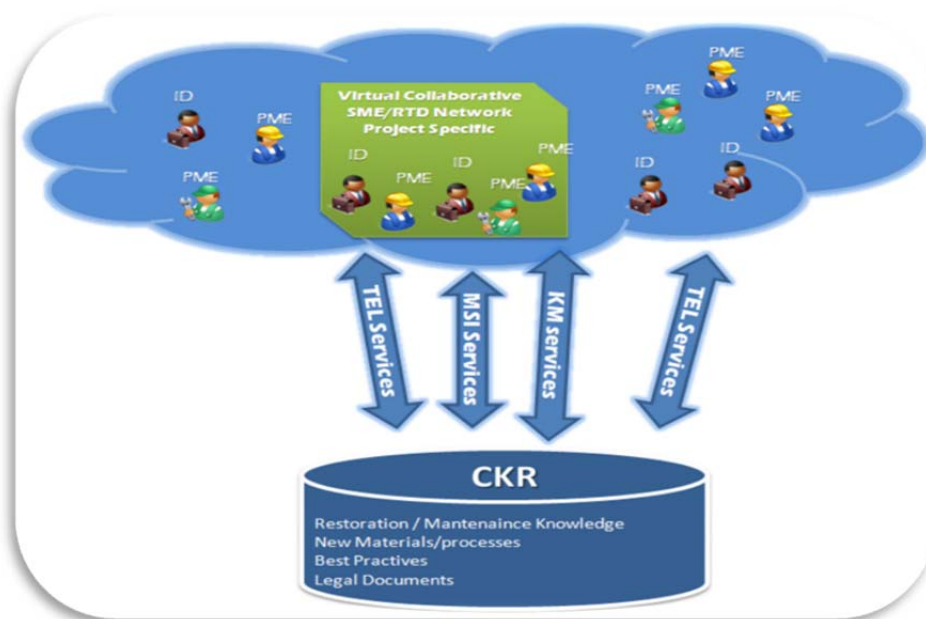 PME
ID
PME
PME
Virtual Collaborative
SME/RTD Network
Project Specific
ID
PME
ID
PME
PME
PME
ID
ID
PME
TEL Services
MSI Services
KM services
TEL Services
CKR
Restoration / Mantenaince Knowledge
New Materials/processes
Best Practives
Legal Documents